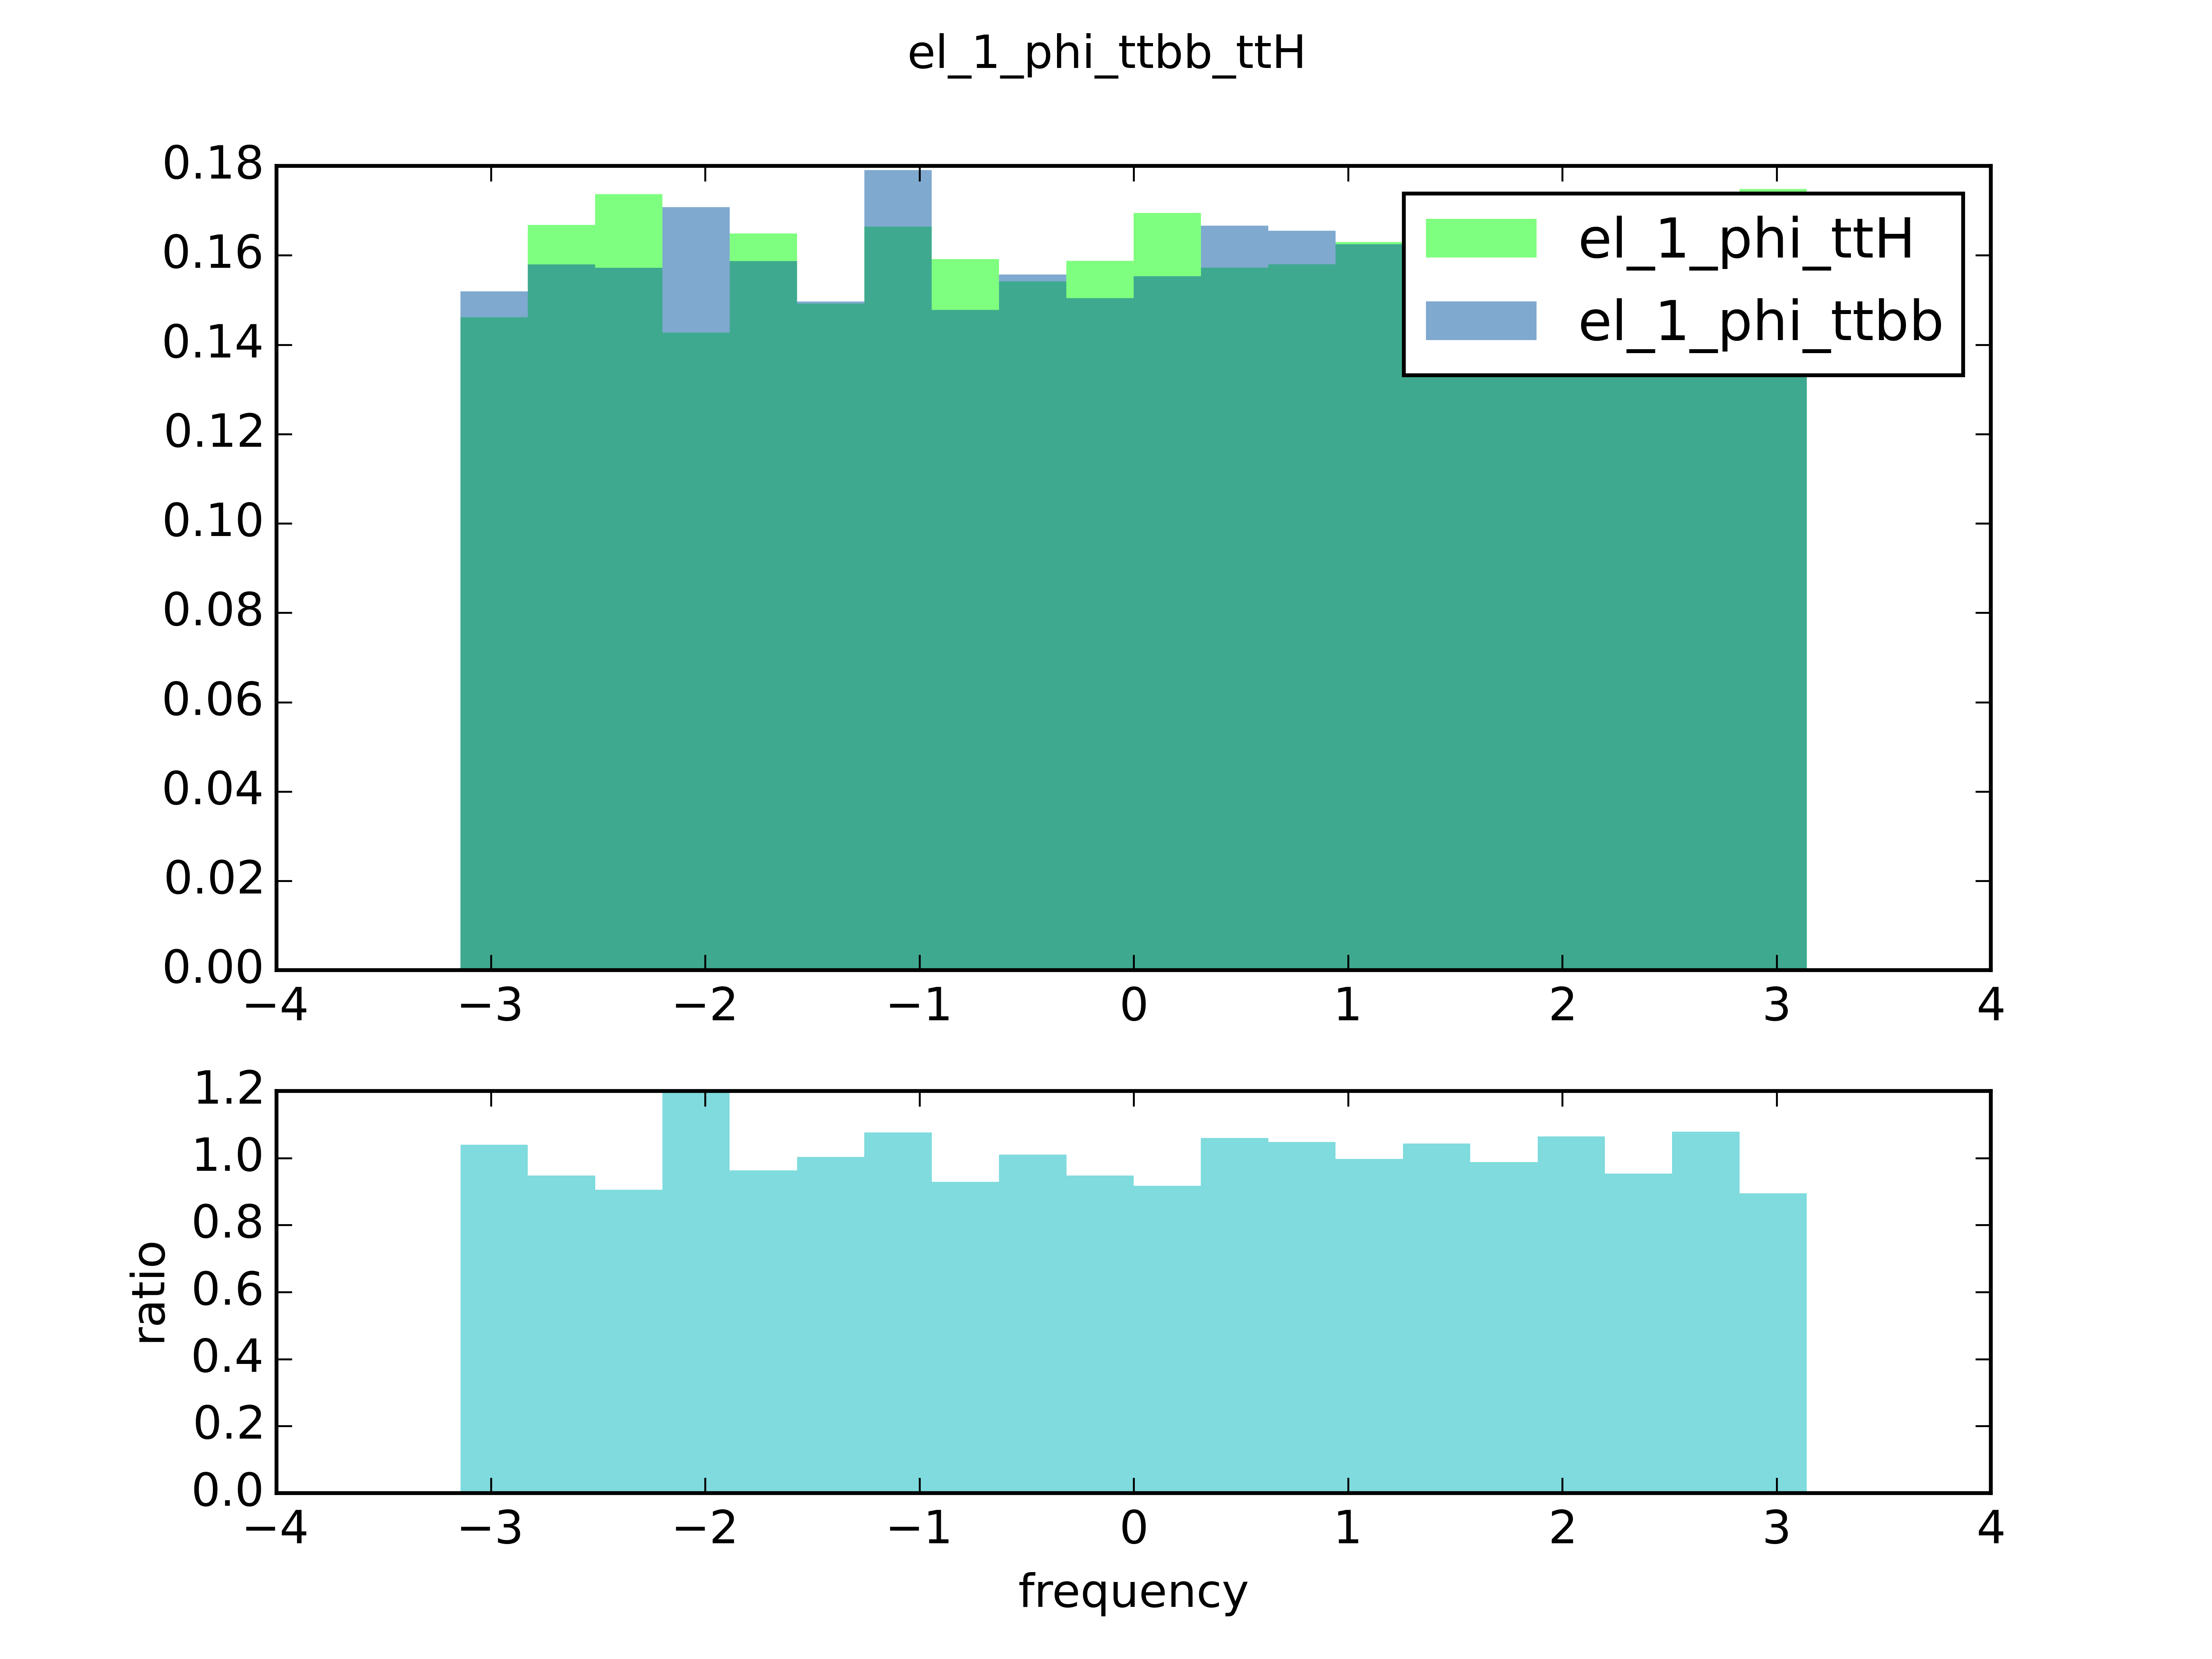 el_1_phi_ttbb_ttH
0.18
0.16
0.14
0.12
0.10
0.08
0.06
0.04
0.02
0.00
el_1_phi_ttH
el_1_phi_ttbb
−4 −3 −2 −1 0 1 2 3 4
1.2
1.0
0.8
0.6
0.4
0.2
0.0
ratio
−4 −3 −2 −1 0 1 2 3 4
frequency